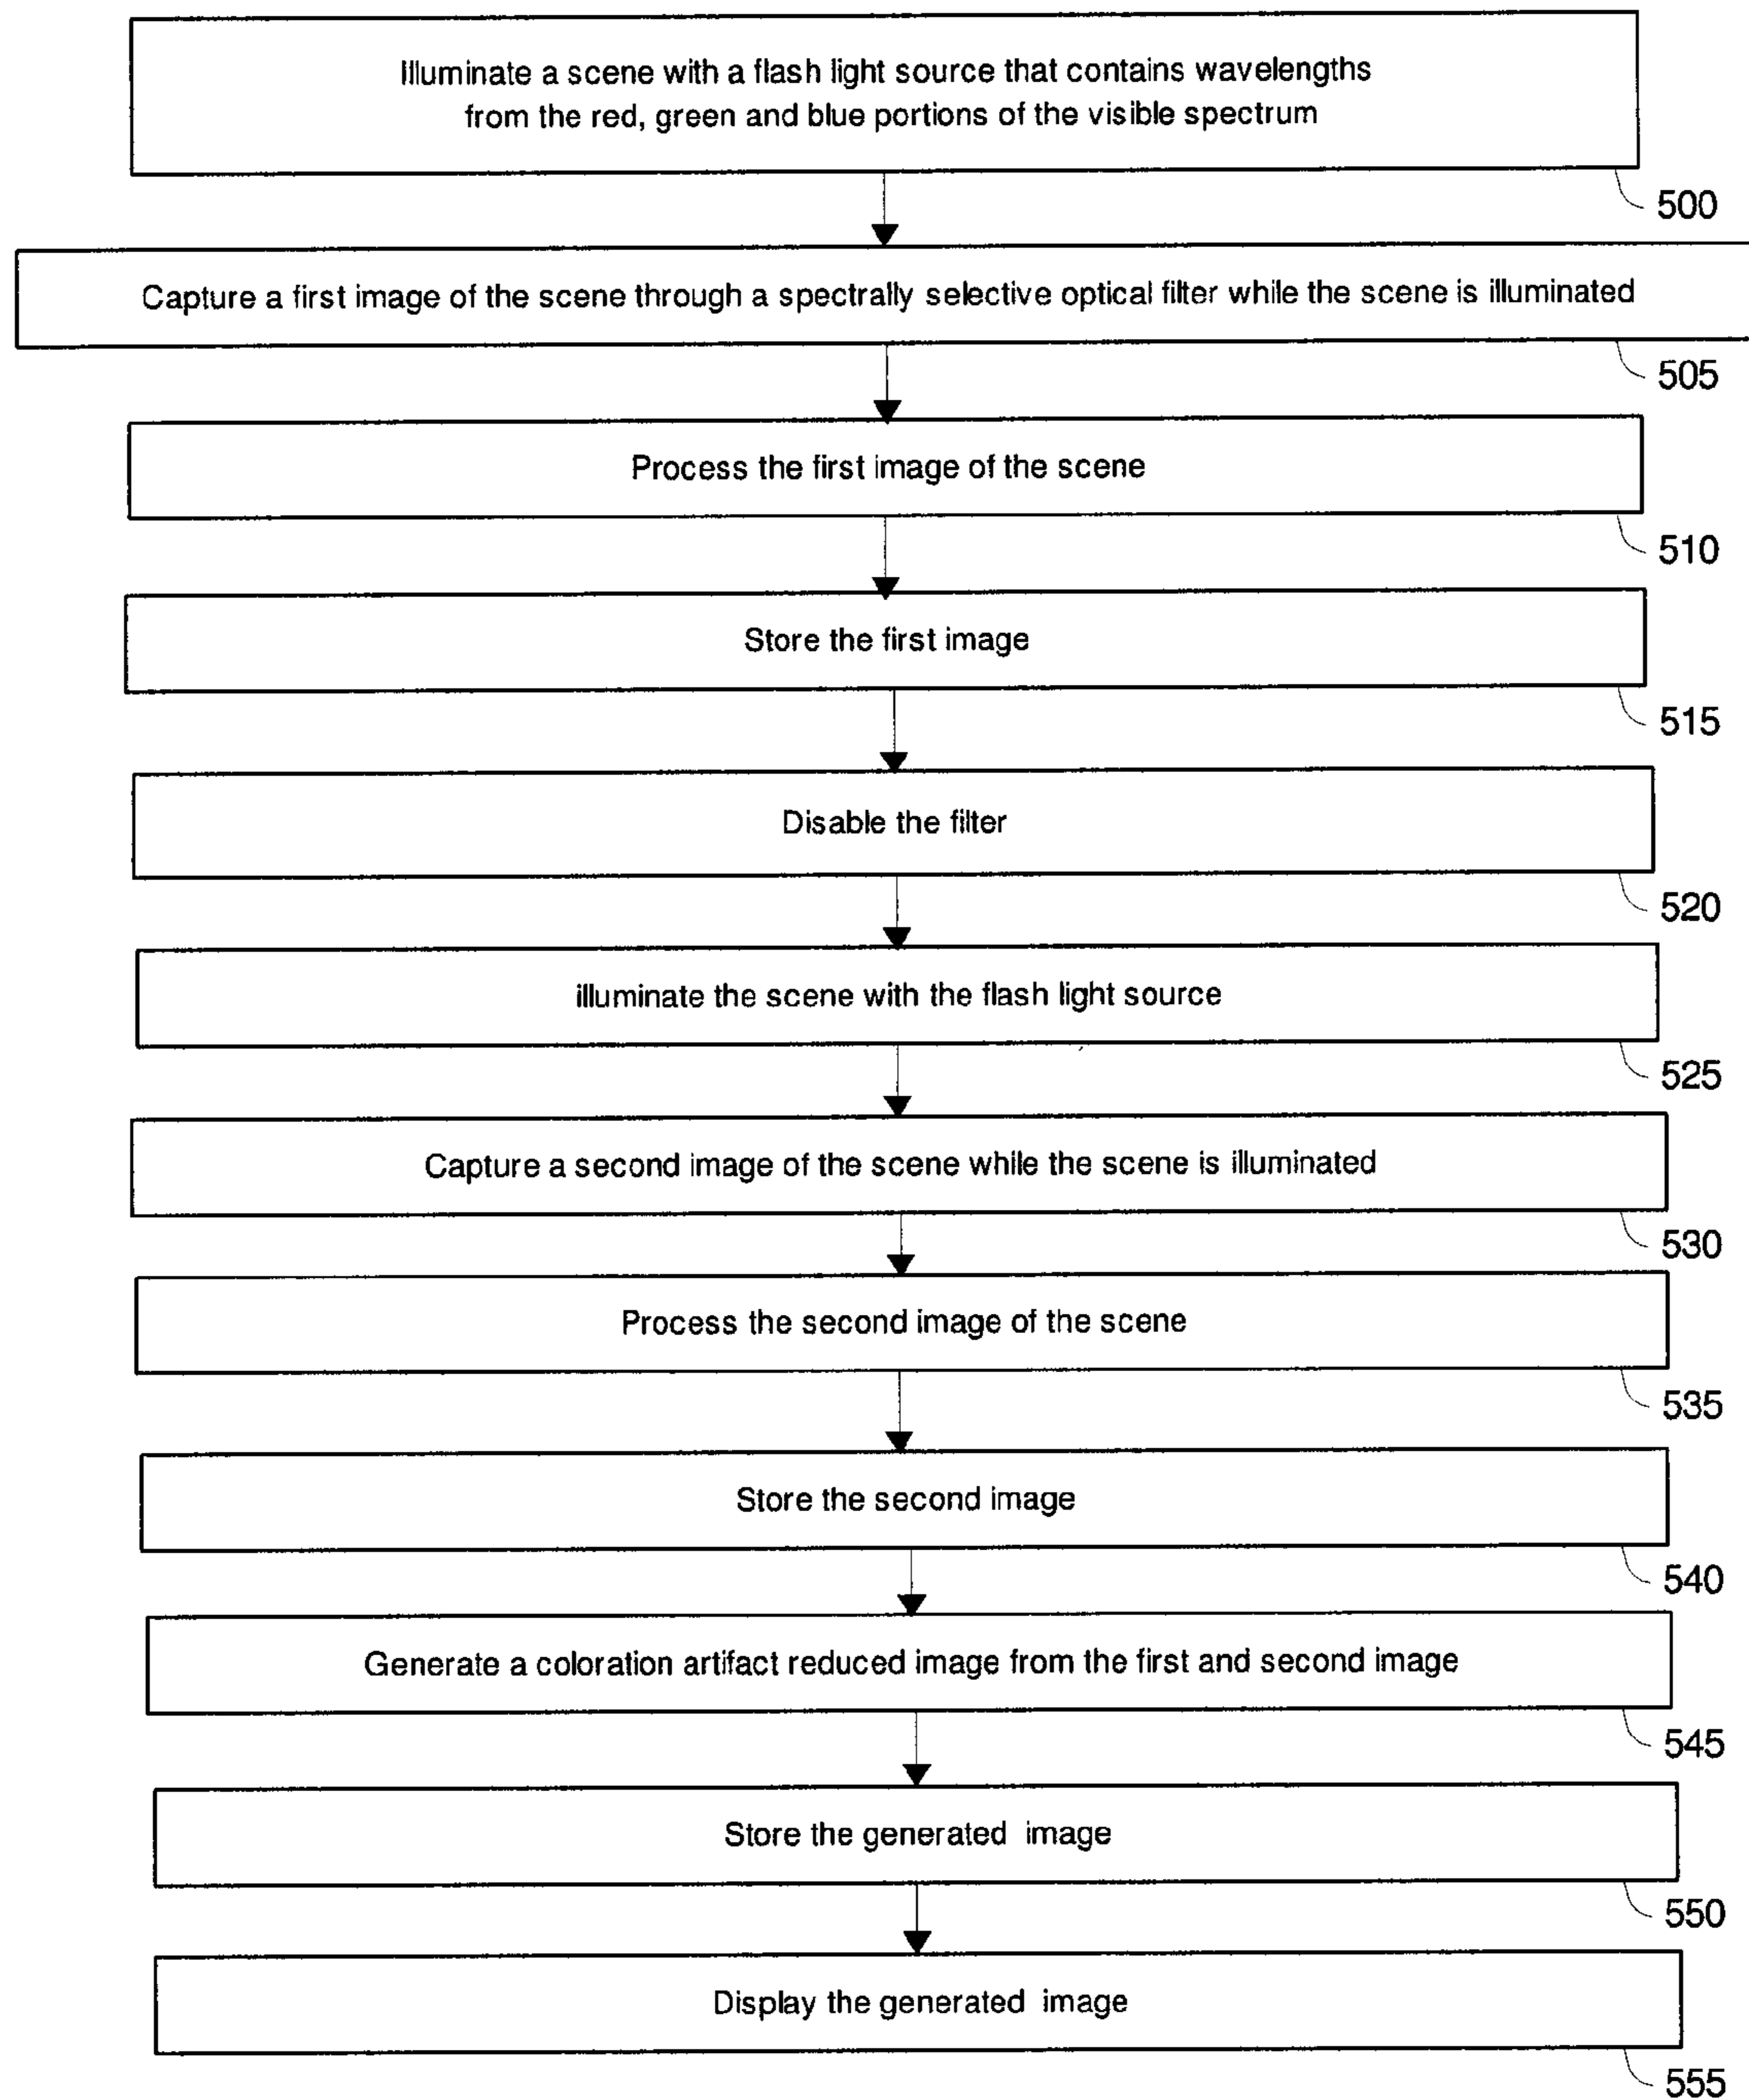 Illuminate a scene with a flash light source that contains wavelengths
from the red, green and blue portions of the visible spectrum
500
Capture a first image of the scene through a spectrally selective optical filter while the scene is illuminated
505
Process the first image of the scene
510
Store the first image
515
Disable the filter
520
illuminate the scene with the flash light source
525
Capture a second image of the scene while the scene is illuminated
530
Process the second image of the scene
535
Store the second image
540
Generate a coloration artifact reduced image from the first and second image
545
Store the generated image
550
Display the generated image
555